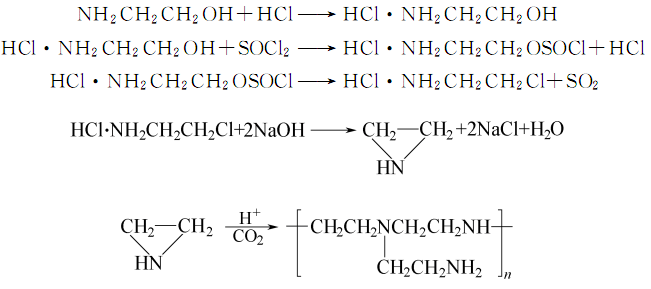 NH2CH2CH2OH+HCl⟶HCl·NH2CH2CH2OH
HCl·NH2CH2CH2OH+SOCl2⟶HCl·NH2CH2CH2OSOCl+HCl
HCl·NH2CH2CH2OSOCl⟶HCl·NH2CH2CH2Cl+SO2
HCl·NH2CH2CH2Cl+2NaOH⟶CH2—CH2+2NaCl+H2O
HN
H+
CH2—CH2⟶[CH2CH2NCH2CH2NH]n
CO2
HN CH2CH2NH2